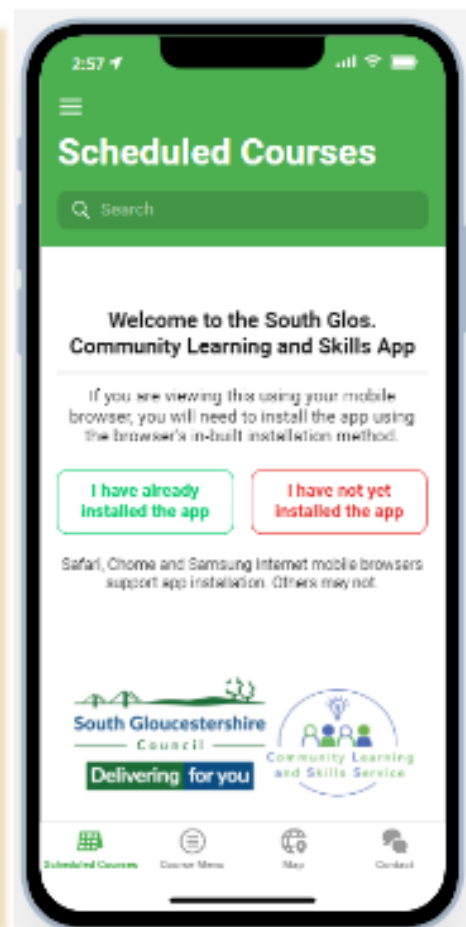 2:57
Scheduled Courses
Search
Welcome to the South Glos.
Community Learning and Skills App
If you are viewing this using your mobile
browser, you will need to install the app using
the browser's in-built installation method.
I have already
installed the app
I have not yet
installed the app
Safari, Chome and Samsung Internet mobile browsers
support app installation. Others may not.
South Gloucestershire
Council
Delivering for you
Community Learning
and Skills Service
Scheduled Courses
Course Menu
Map
Contact